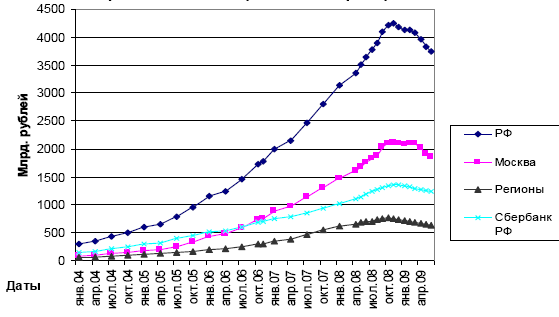 4500
4000
3500
3000
2500
2000
1500
1000
500
0
Млрд. рублей
янв.04
апр.04
июл.04
окт.04
янв.05
апр.05
июл.05
окт.05
янв.06
апр.06
июл.06
окт.06
янв.07
апр.07
июл.07
окт.07
янв.08
апр.08
июл.08
окт.08
янв.09
апр.09
Даты
РФ
Москва
Регионы
Сбербанк
РФ